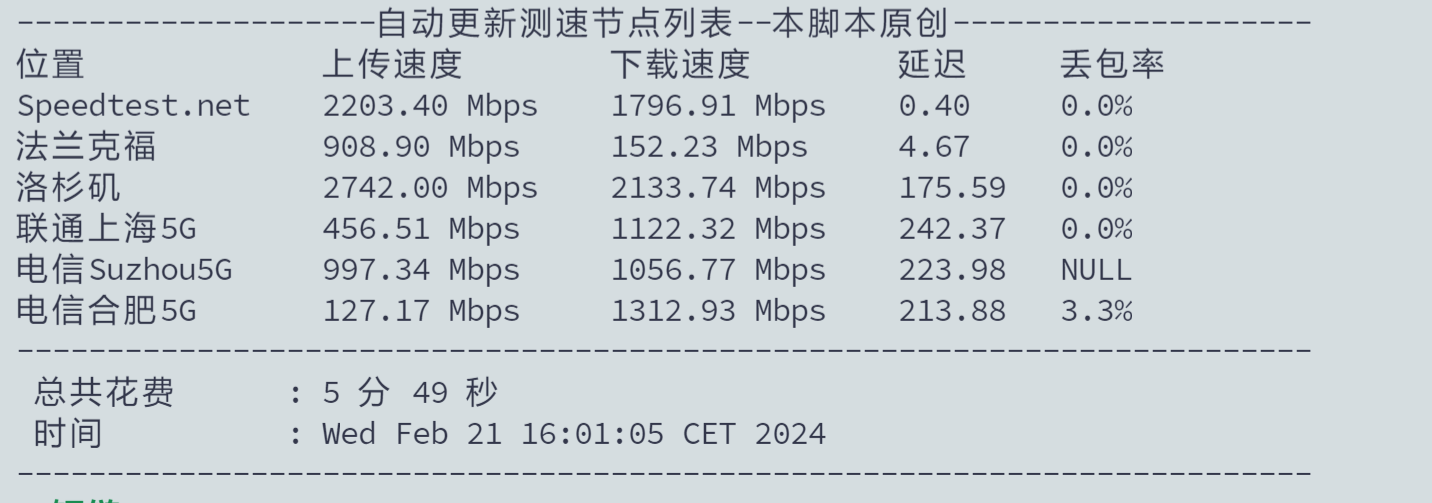 --------------------自动更新测速节点列表--本脚本原创--------------------
位置 上传速度 下载速度 延迟 丢包率
Speedtest.net 2203.40 Mbps 1796.91 Mbps 0.40 0.0%
法兰克福 908.90 Mbps 152.23 Mbps 4.67 0.0%
洛杉矶 2742.00 Mbps 2133.74 Mbps 175.59 0.0%
联通上海5G 456.51 Mbps 1122.32 Mbps 242.37 0.0%
电信Suzhou5G 997.34 Mbps 1056.77 Mbps 223.98 NULL
电信合肥5G 127.17 Mbps 1312.93 Mbps 213.88 3.3%
------------------------------------------------------------------------
总共花费 : 5 分 49 秒
时间 : Wed Feb 21 16:01:05 CET 2024
------------------------------------------------------------------------